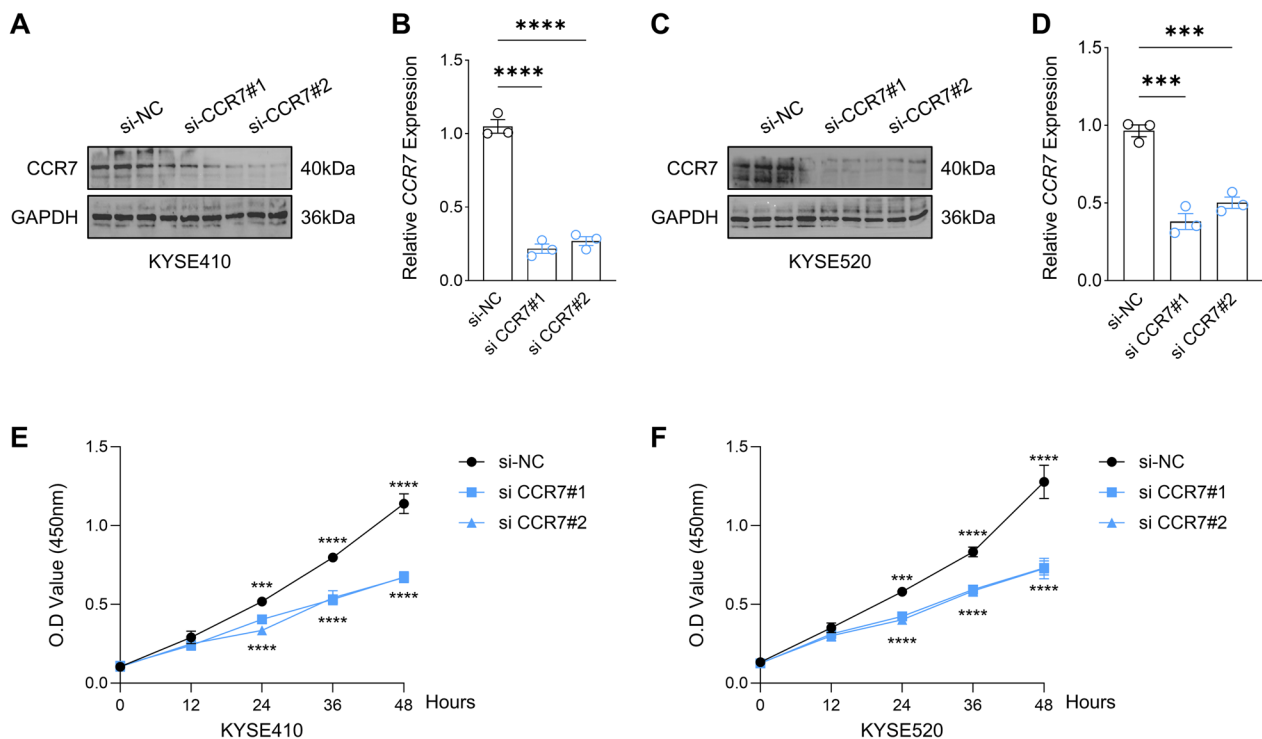 A
si-NC
si-CCR7#1
si-CCR7#2
CCR7
40kDa
GAPDH
36kDa
KYSE410
B
Relative CCR7 Expression
1.5
1.0
0.5
0.0
****
****
si-NC
si CCR7#1
si CCR7#2
C
si-NC
si-CCR7#1
si-CCR7#2
CCR7
40kDa
GAPDH
36kDa
KYSE520
D
Relative CCR7 Expression
1.5
1.0
0.5
0.0
***
***
si-NC
si CCR7#1
si CCR7#2
E
O.D Value (450nm)
1.5
1.0
0.5
0.0
***
****
****
****
****
****
0
12
24
36
48
Hours
KYSE410
si-NC
si CCR7#1
si CCR7#2
F
O.D Value (450nm)
1.5
1.0
0.5
0.0
***
****
****
****
****
****
0
12
24
36
48
Hours
KYSE520
si-NC
si CCR7#1
si CCR7#2